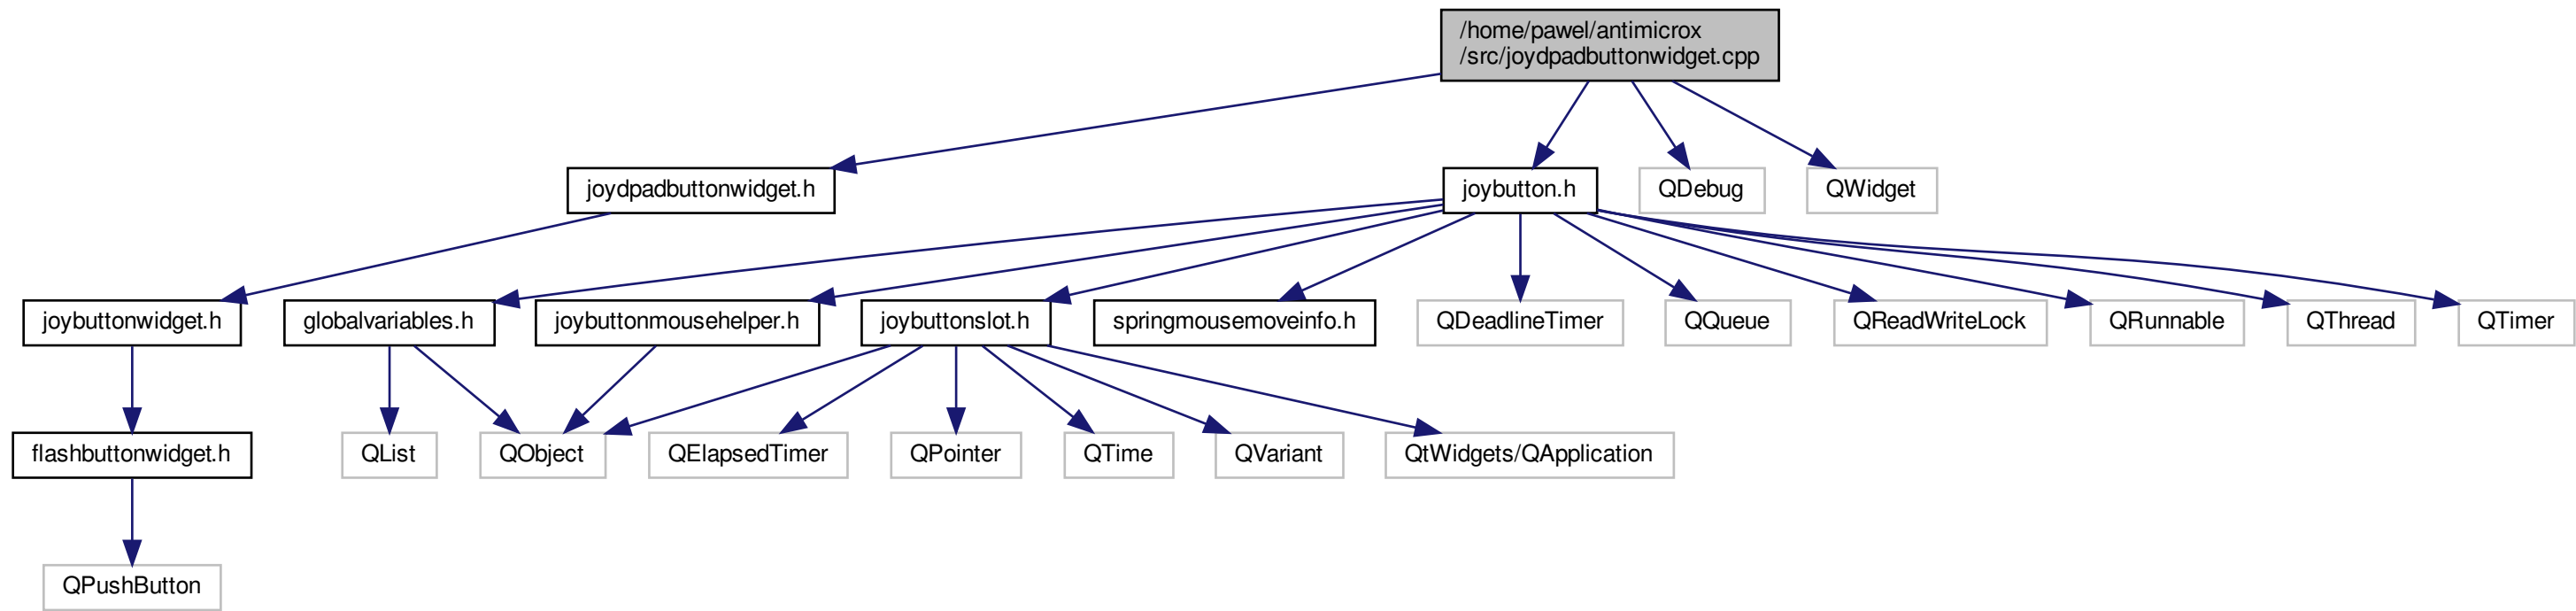 /home/pawel/antimicrox
/src/joydpadbuttonwidget.cpp
joydpadbuttonwidget.h
joybutton.h
QDebug
QWidget
joybuttonwidget.h
globalvariables.h
joybuttonmousehelper.h
joybuttonslot.h
springmousemoveinfo.h
QDeadlineTimer
QQueue
QReadWriteLock
QRunnable
QThread
QTimer
flashbuttonwidget.h
QList
QObject
QElapsedTimer
QPointer
QTime
QVariant
QtWidgets/QApplication
QPushButton